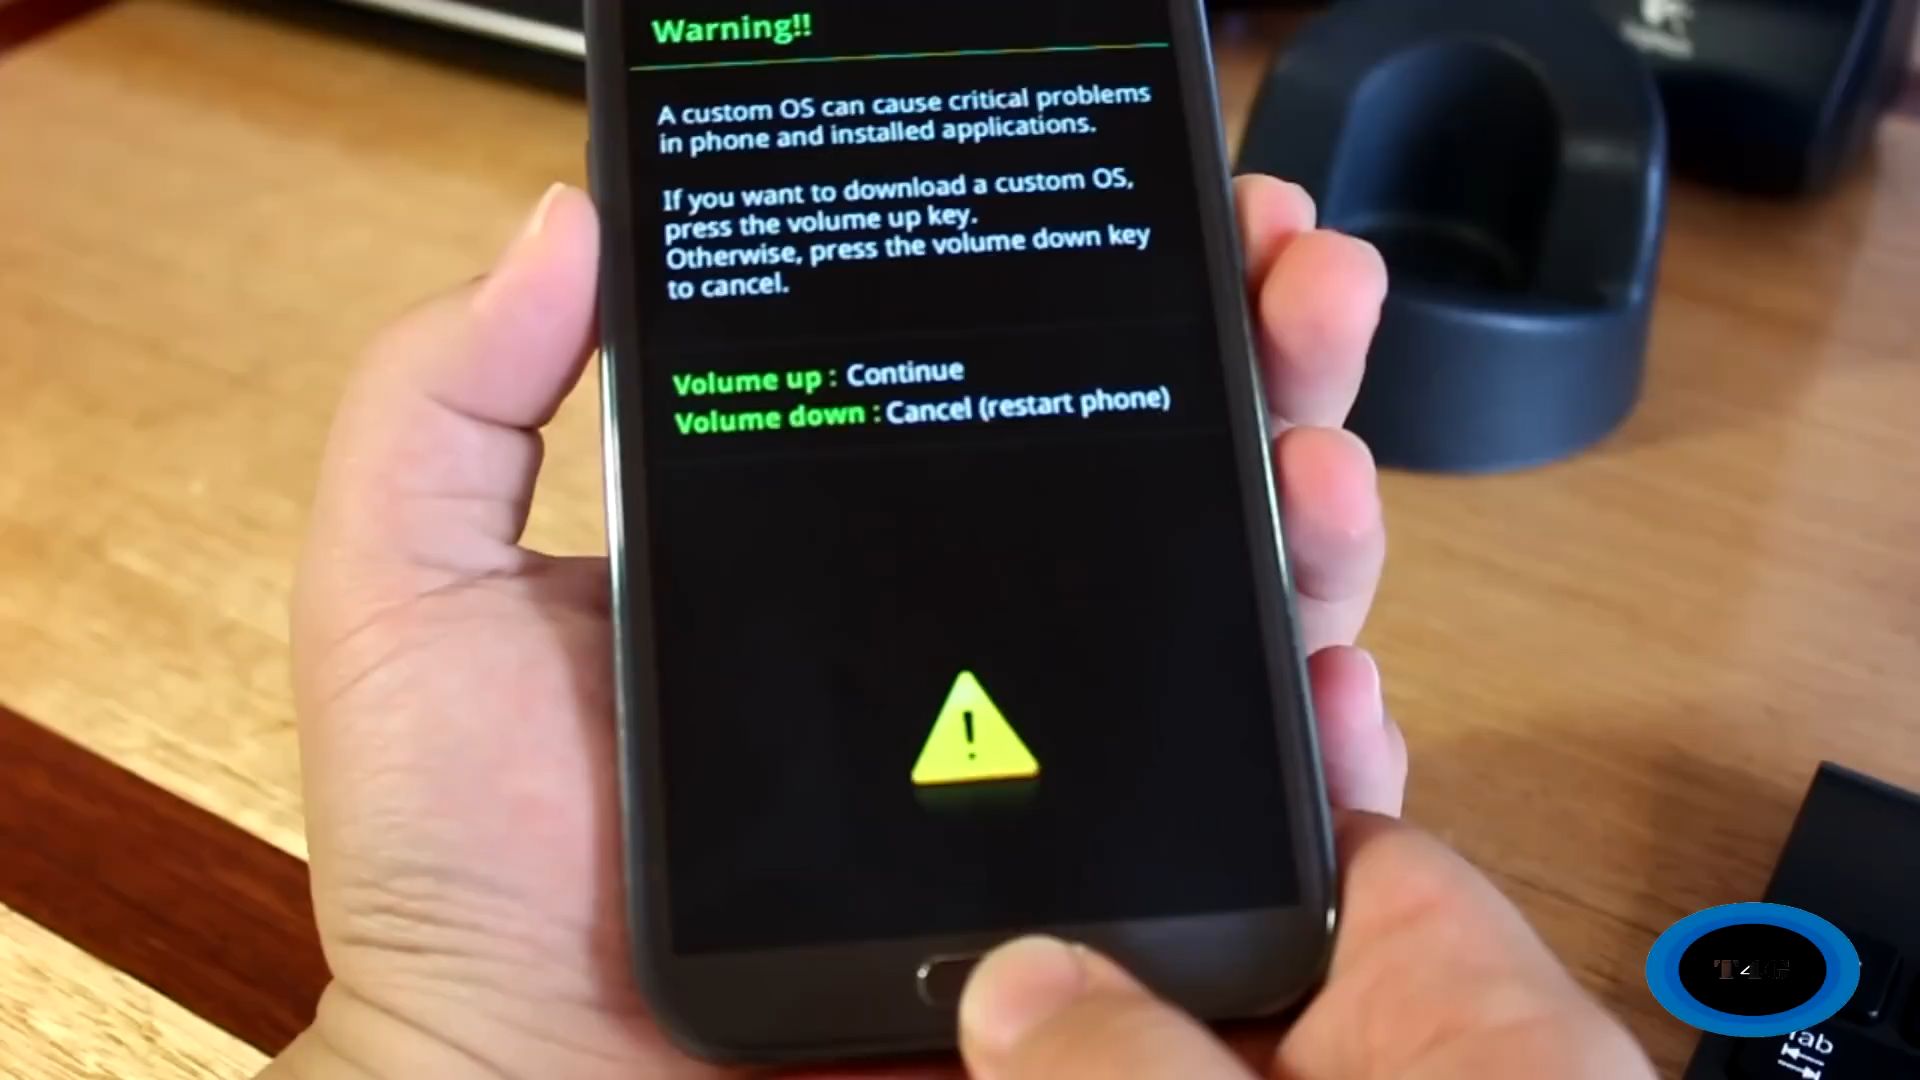 Warning!!
A custom OS can cause critical problems
in phone and installed applications.
If you want to download a custom OS,
press the volume up key.
Otherwise, press the volume down key
to cancel.
Volume up : Continue
Volume down : Cancel (restart phone)
!
T4G
Tab